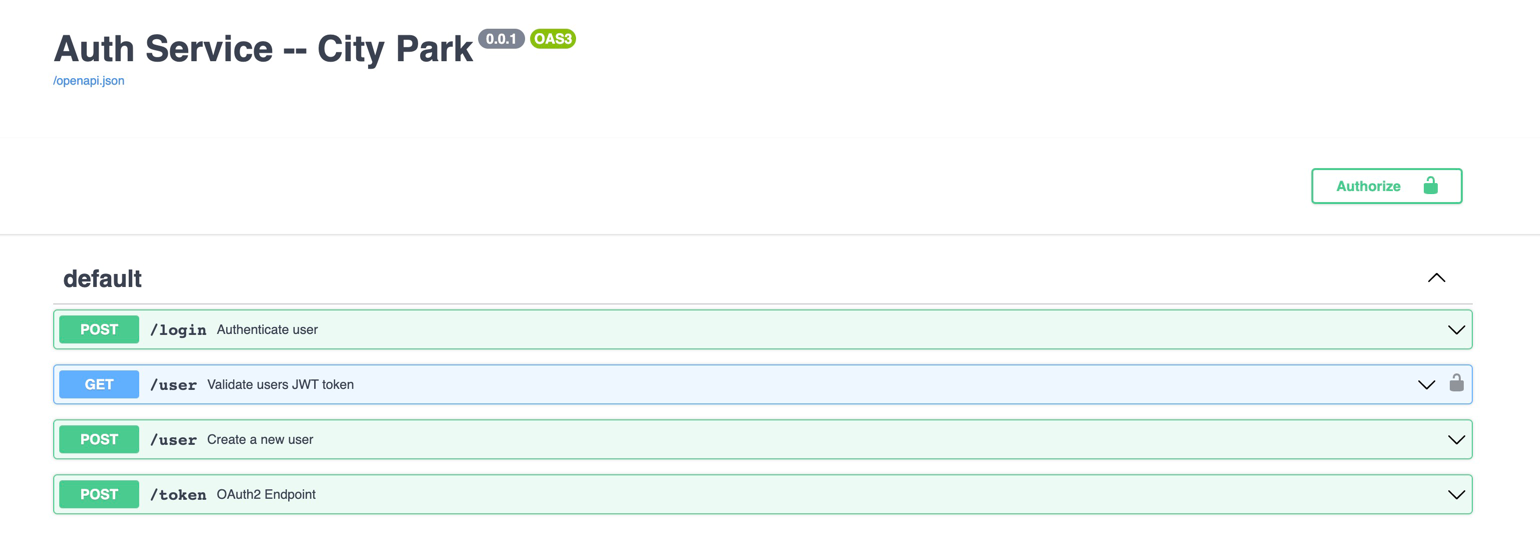 Auth Service -- City Park 0.0.1 OAS3
/openapi.json
Authorize
default
POST /login Authenticate user
GET /user Validate users JWT token
POST /user Create a new user
POST /token OAuth2 Endpoint